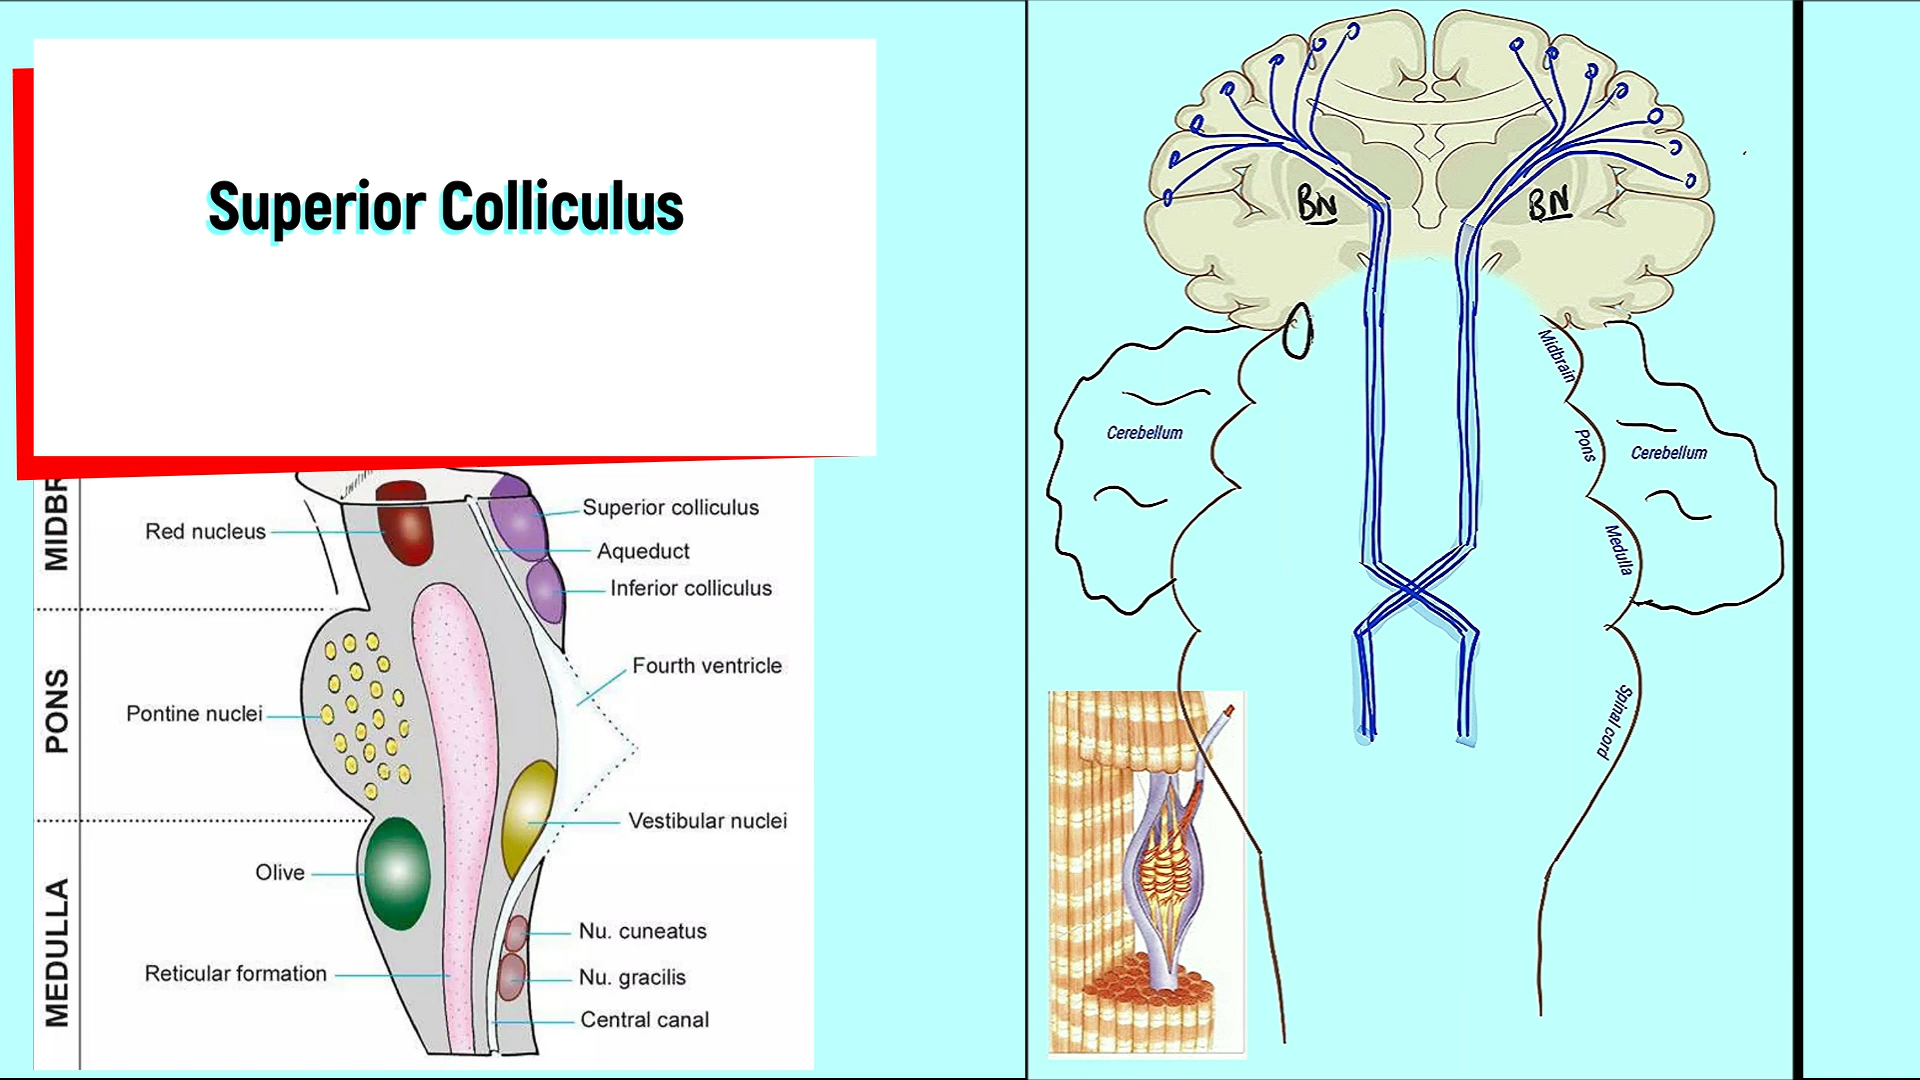 Superior Colliculus
MIDBR
Red nucleus
Superior colliculus
Aqueduct
Inferior colliculus
PONS
Fourth ventricle
Pontine nuclei
Vestibular nuclei
MEDULLA
Olive
Nu. cuneatus
Reticular formation
Nu. gracilis
Central canal
BN
BN
Midbrain
Cerebellum
Pons
Cerebellum
Medulla
Spinal cord